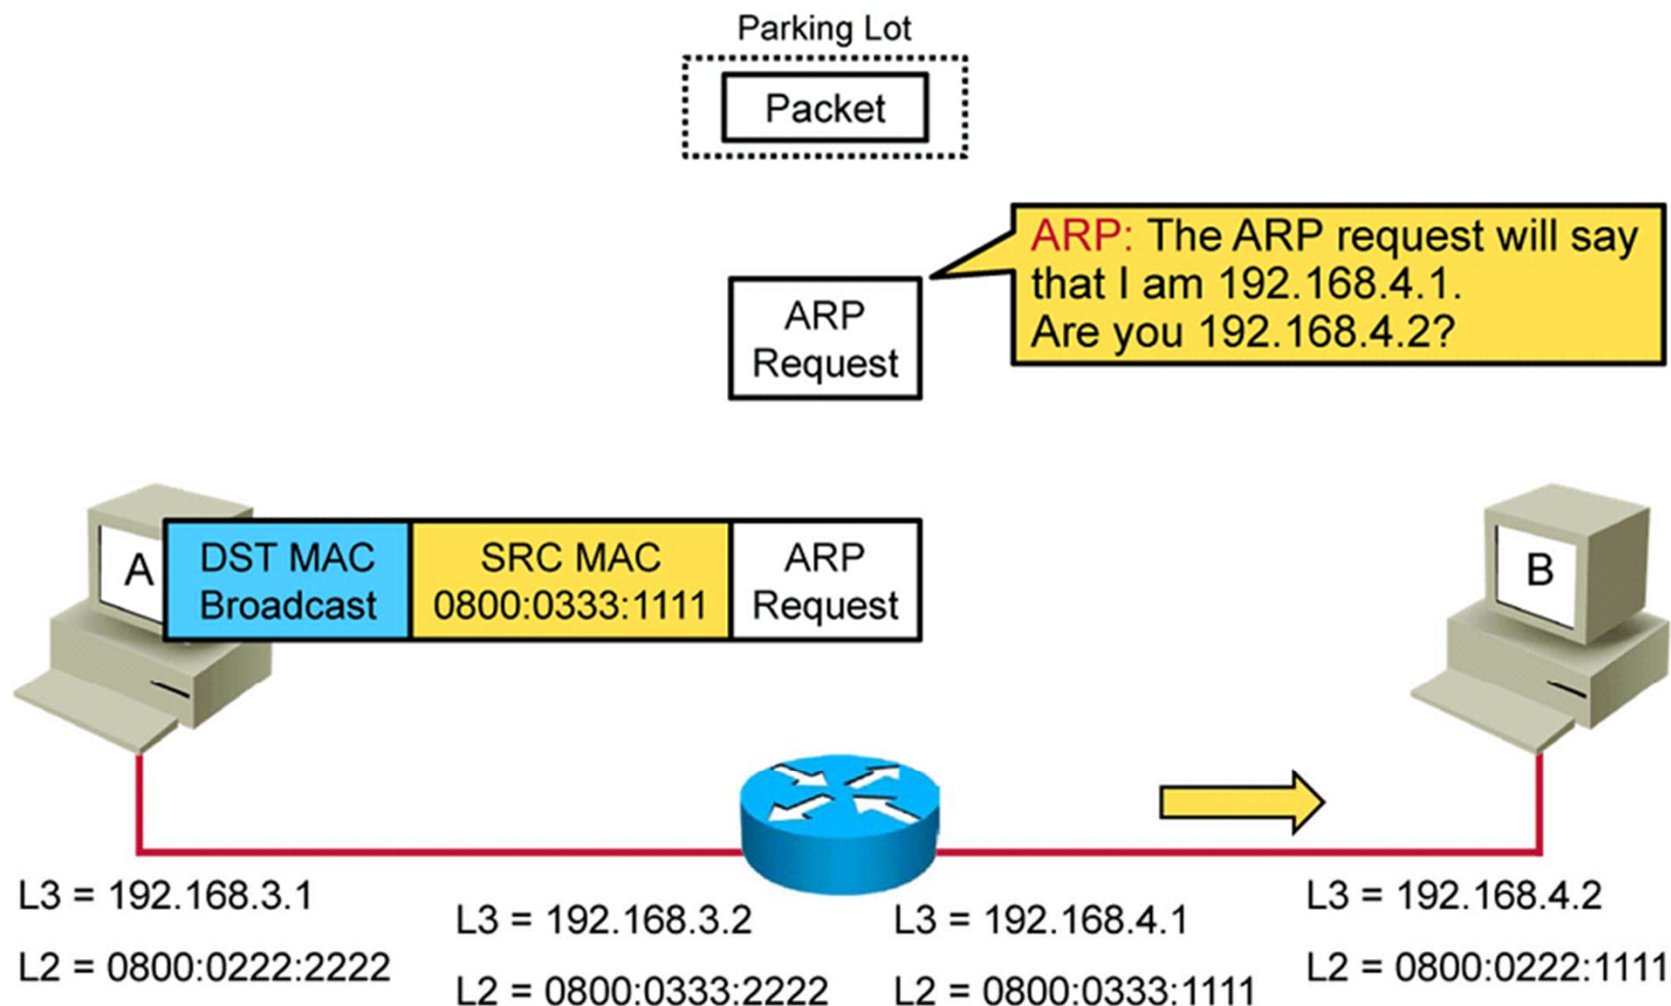 Parking Lot
Packet
ARP: The ARP request will say
that I am 192.168.4.1.
Are you 192.168.4.2?
ARP
Request
A
DST MAC
Broadcast
SRC MAC
0800:0333:1111
ARP
Request
B
L3 = 192.168.3.1
L2 = 0800:0222:2222
L3 = 192.168.3.2
L2 = 0800:0333:2222
L3 = 192.168.4.1
L2 = 0800:0333:1111
L3 = 192.168.4.2
L2 = 0800:0222:1111